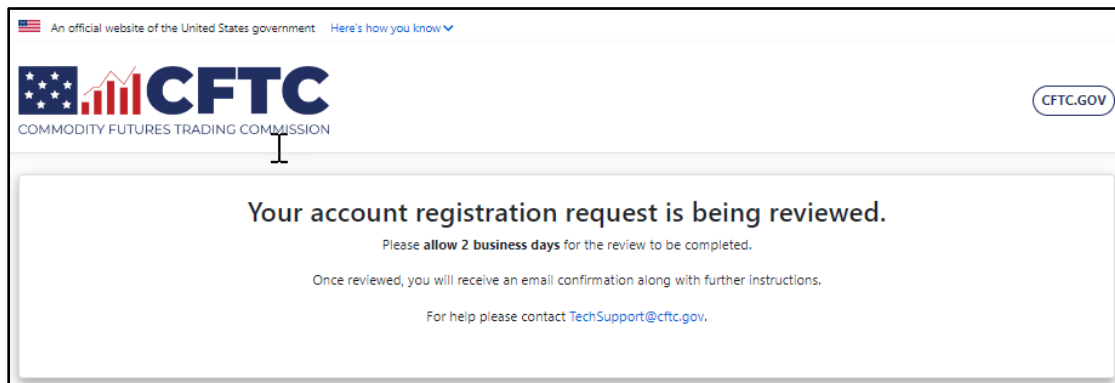 An official website of the United States government Here's how you know
CFTC
COMMODITY FUTURES TRADING COMMISSION
CFTC.GOV
Your account registration request is being reviewed.
Please allow 2 business days for the review to be completed.
Once reviewed, you will receive an email confirmation along with further instructions.
For help please contact TechSupport@cftc.gov.